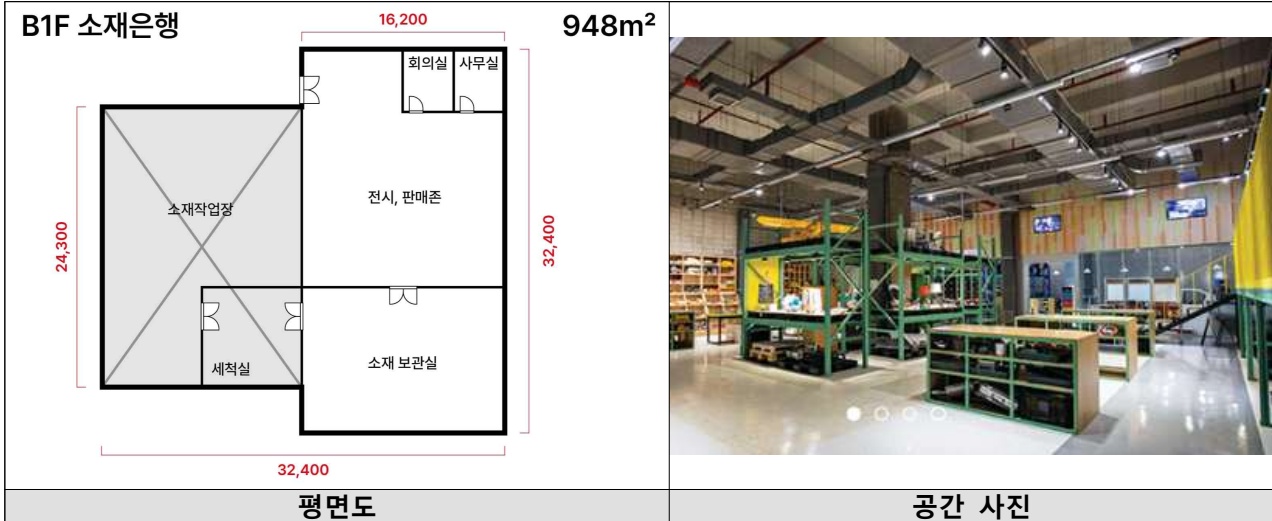 B1F 소재은행
948m²
16,200
회의실
사무실
24,300
소재작업장
전시, 판매존
32,400
세척실
소재 보관실
32,400
평면도
공간 사진